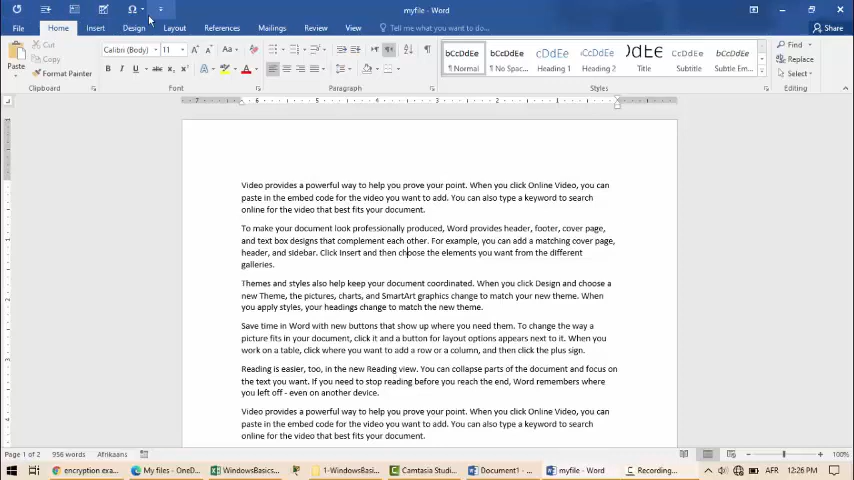 myfile - Word
File Home Insert Design Layout References Mailings Review View Tell me what you want to do... Share
Cut
Copy
Format Painter
Paste
Calibri (Body) 11
Aa
B I U
AaBbCcDc AaBbCcDc AaBbCc AaBbCc AaB AaBbCcD AaBbCcDc
¶ Normal ¶ No Spac... Heading 1 Heading 2 Title Subtitle Subtle Em...
Find
Replace
Select
Clipboard Font Paragraph Styles Editing
7 6 5 4 3 2 1
Video provides a powerful way to help you prove your point. When you click Online Video, you can
paste in the embed code for the video you want to add. You can also type a keyword to search
online for the video that best fits your document.
To make your document look professionally produced, Word provides header, footer, cover page,
and text box designs that complement each other. For example, you can add a matching cover page,
header, and sidebar. Click Insert and then choose the elements you want from the different
galleries.
Themes and styles also help keep your document coordinated. When you click Design and choose a
new Theme, the pictures, charts, and SmartArt graphics change to match your new theme. When
you apply styles, your headings change to match the new theme.
Save time in Word with new buttons that show up where you need them. To change the way a
picture fits in your document, click it and a button for layout options appears next to it. When you
work on a table, click where you want to add a row or a column, and then click the plus sign.
Reading is easier, too, in the new Reading view. You can collapse parts of the document and focus on
the text you want. If you need to stop reading before you reach the end, Word remembers where
you left off - even on another device.
Video provides a powerful way to help you prove your point. When you click Online Video, you can
paste in the embed code for the video you want to add. You can also type a keyword to search
online for the video that best fits your document.
Page 1 of 2 956 words Afrikaans 100%
encryption exa... My files - OneD... WindowsBasics... 1-WindowsBasi... Camtasia Studi... Document1 - ... myfile - Word Recording... AFR 12:26 PM